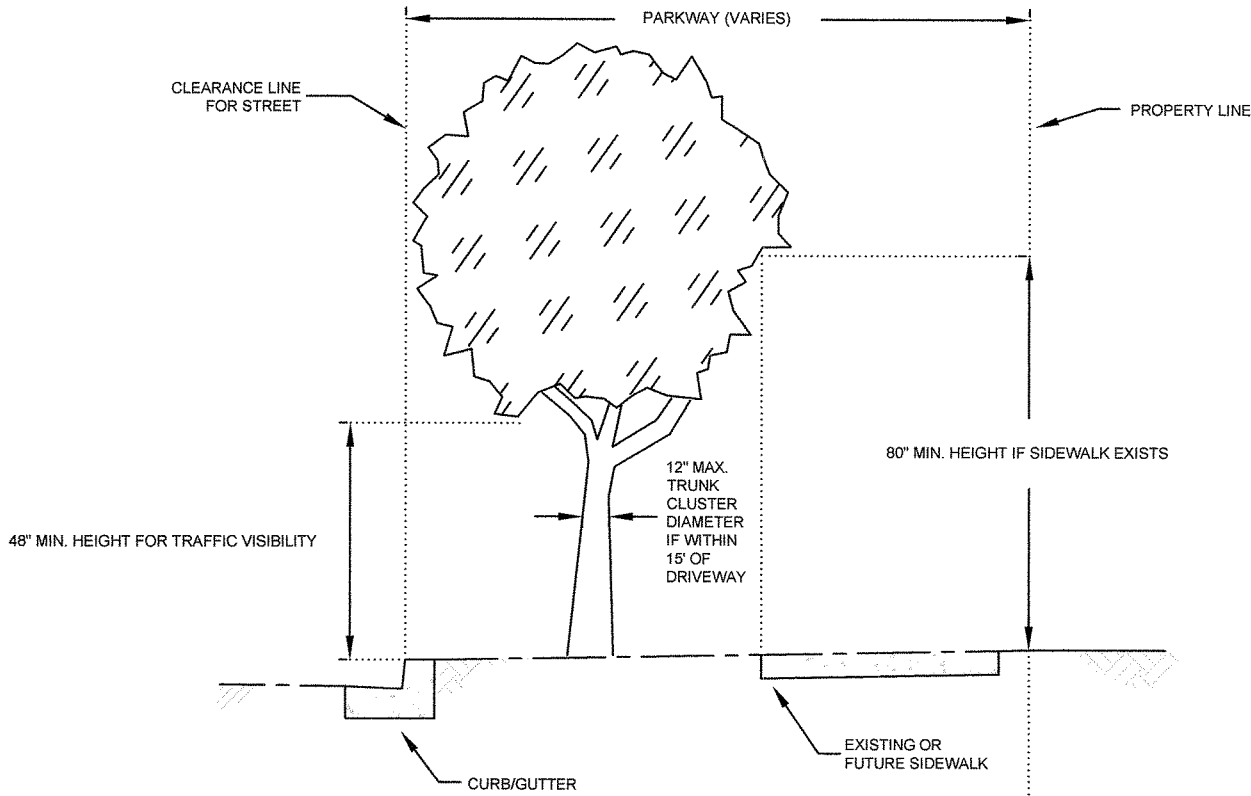 PARKWAY (VARIES)
CLEARANCE LINE
FOR STREET
PROPERTY LINE
80" MIN. HEIGHT IF SIDEWALK EXISTS
12" MAX.
TRUNK
CLUSTER
DIAMETER
IF WITHIN
15' OF
DRIVEWAY
48" MIN. HEIGHT FOR TRAFFIC VISIBILITY
EXISTING OR
FUTURE SIDEWALK
CURB/GUTTER